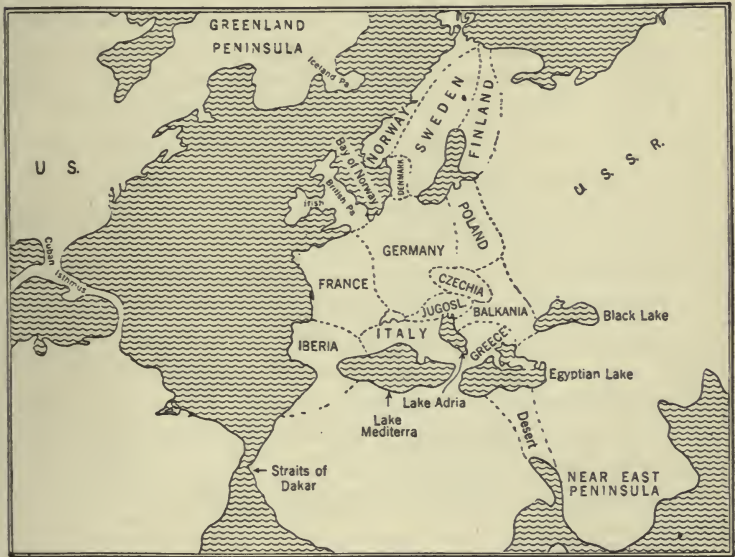 GREENLAND
PENINSULA
Iceland Pa
U S.
NORWAY
SWEDEN
FINLAND
U. S. S. R.
Bay of Norway
British Pa
Irish
DENMARK
POLAND
Cuban
Isthmus
GERMANY
FRANCE
CZECHIA
JUGOSL.
BALKANIA
Black Lake
ITALY
IBERIA
GREECE
Egyptian Lake
Lake Adria
Lake
Mediterra
Desert
Straits of
Dakar
NEAR EAST
PENINSULA